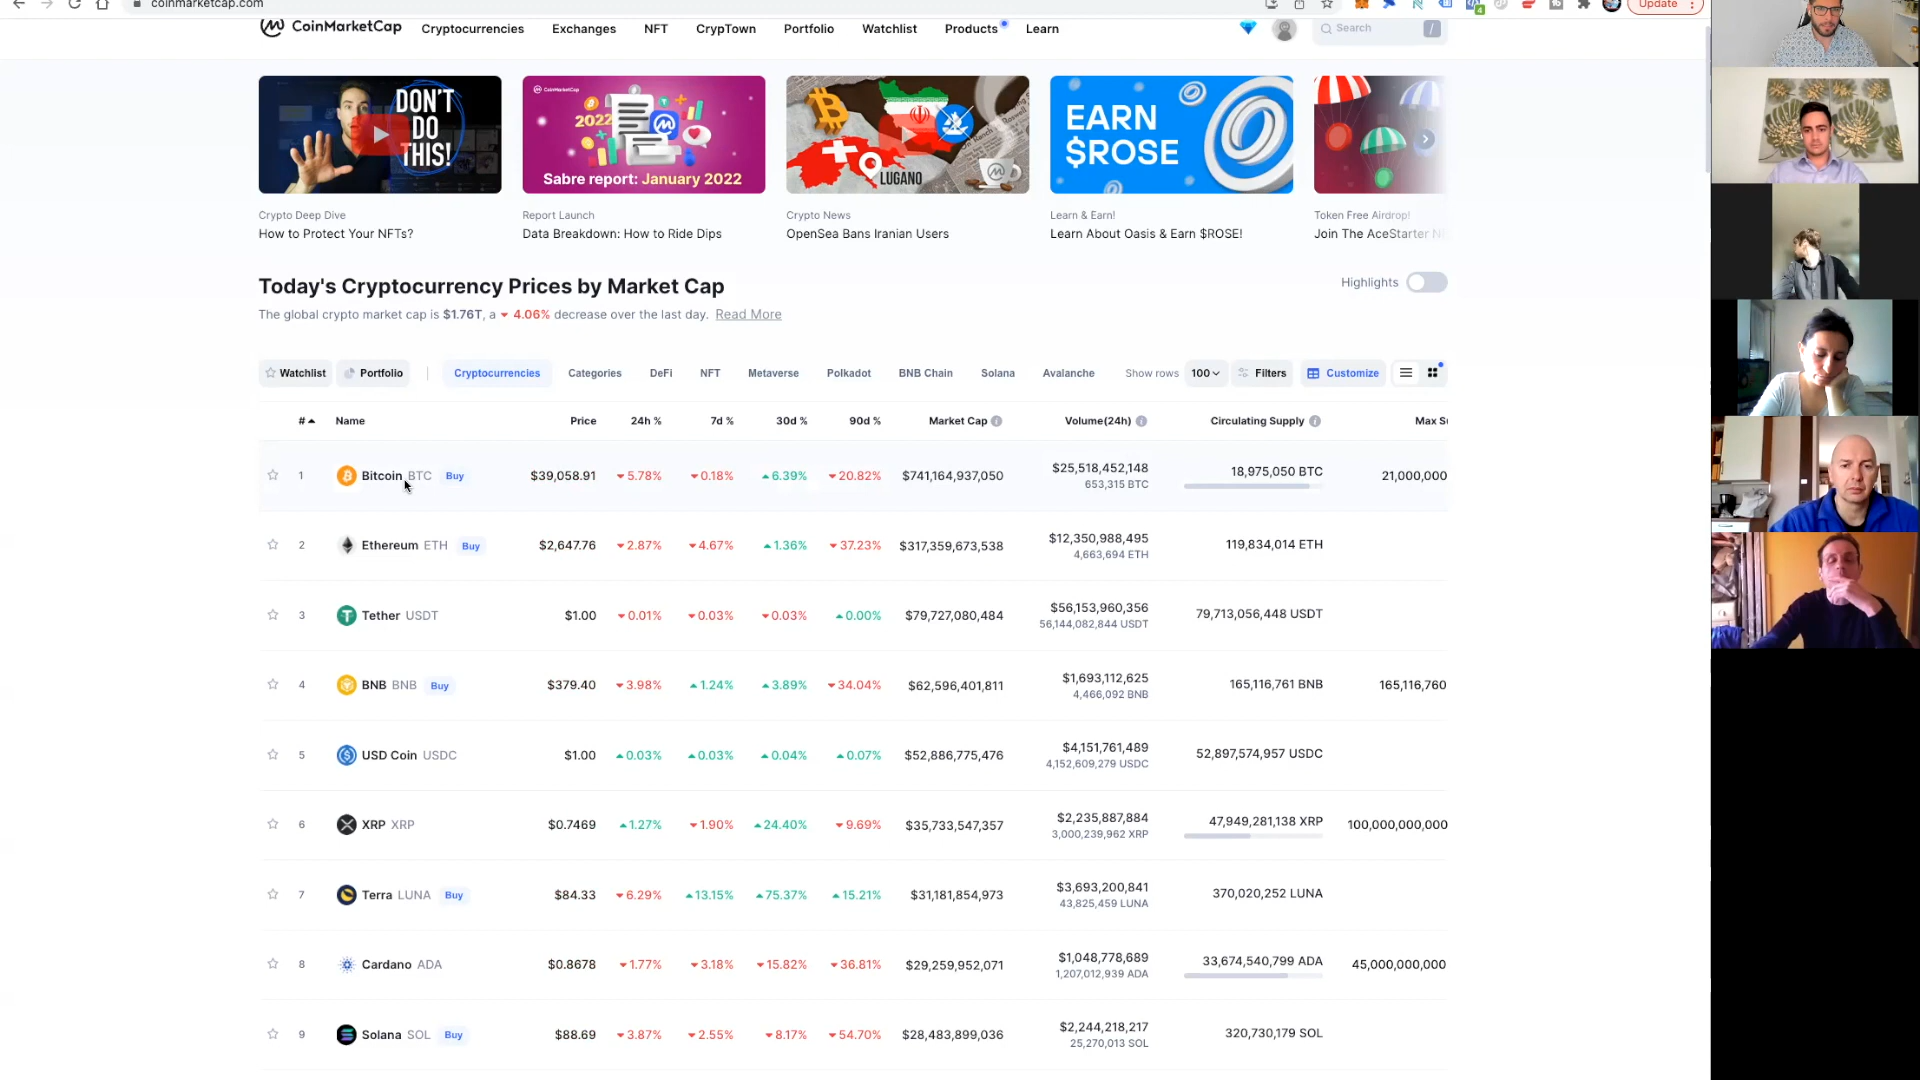 coinmarketcap.com
Update
CoinMarketCap Cryptocurrencies Exchanges NFT CrypTown Portfolio Watchlist Products Learn Search /
DON'T
DO
THIS!
CoinMarketCap
2022
Sabre report: January 2022
LUGANO
EARN
$ROSE
Crypto Deep Dive
How to Protect Your NFTs?
Report Launch
Data Breakdown: How to Ride Dips
Crypto News
OpenSea Bans Iranian Users
Learn & Earn!
Learn About Oasis & Earn $ROSE!
Token Free Airdrop!
Join The AceStarter
Today's Cryptocurrency Prices by Market Cap
Highlights
The global crypto market cap is $1.76T, a 4.06% decrease over the last day. Read More
Watchlist Portfolio Cryptocurrencies Categories DeFi NFT Metaverse Polkadot BNB Chain Solana Avalanche Show rows 100 Filters Customize
# Name Price 24h % 7d % 30d % 90d % Market Cap Volume(24h) Circulating Supply Max
1 Bitcoin BTC Buy $39,058.91 5.78% 0.18% 6.39% 20.82% $741,164,937,050 $25,518,452,148 18,975,050 BTC 21,000,000
653,315 BTC
2 Ethereum ETH Buy $2,647.76 2.87% 4.67% 1.36% 37.23% $317,359,673,538 $12,350,988,495 119,834,014 ETH
4,663,694 ETH
3 Tether USDT $1.00 0.01% 0.03% 0.03% 0.00% $79,727,080,484 $56,153,960,356 79,713,056,448 USDT
56,144,082,844 USDT
4 BNB BNB Buy $379.40 3.98% 1.24% 3.89% 34.04% $62,596,401,811 $1,693,112,625 165,116,761 BNB 165,116,760
4,466,092 BNB
5 USD Coin USDC $1.00 0.03% 0.03% 0.04% 0.07% $52,886,775,476 $4,151,761,489 52,897,574,957 USDC
4,152,609,279 USDC
6 XRP XRP $0.7469 1.27% 1.90% 24.40% 9.69% $35,733,547,357 $2,235,887,884 47,949,281,138 XRP 100,000,000,000
3,000,239,962 XRP
7 Terra LUNA Buy $84.33 6.29% 13.15% 75.37% 15.21% $31,181,854,973 $3,693,200,841 370,020,252 LUNA
43,825,459 LUNA
8 Cardano ADA $0.8678 1.77% 3.18% 15.82% 36.81% $29,259,952,071 $1,048,778,689 33,674,540,799 ADA 45,000,000,000
1,207,012,939 ADA
9 Solana SOL Buy $88.69 3.87% 2.55% 8.17% 54.70% $28,483,899,036 $2,244,218,217 320,730,179 SOL
25,270,013 SOL